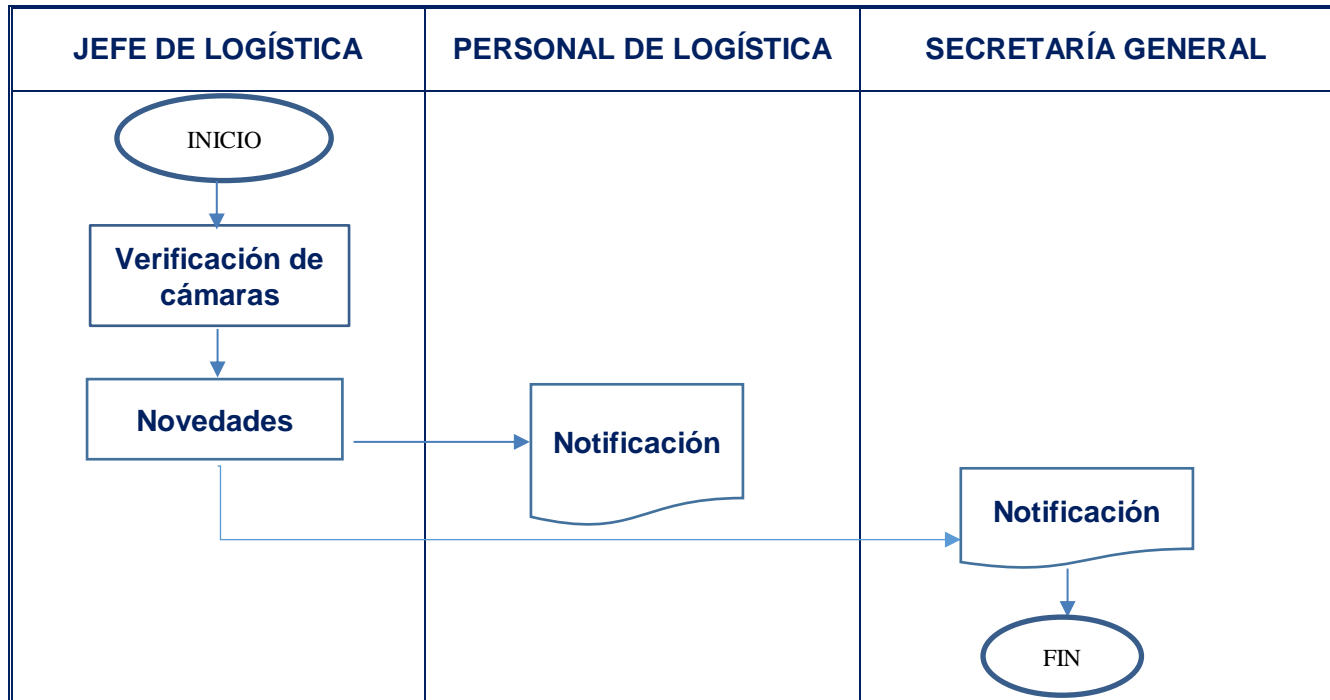 JEFE DE LOGÍSTICA
PERSONAL DE LOGÍSTICA
SECRETARÍA GENERAL
INICIO
Verificación de
cámaras
Novedades
Notificación
Notificación
FIN